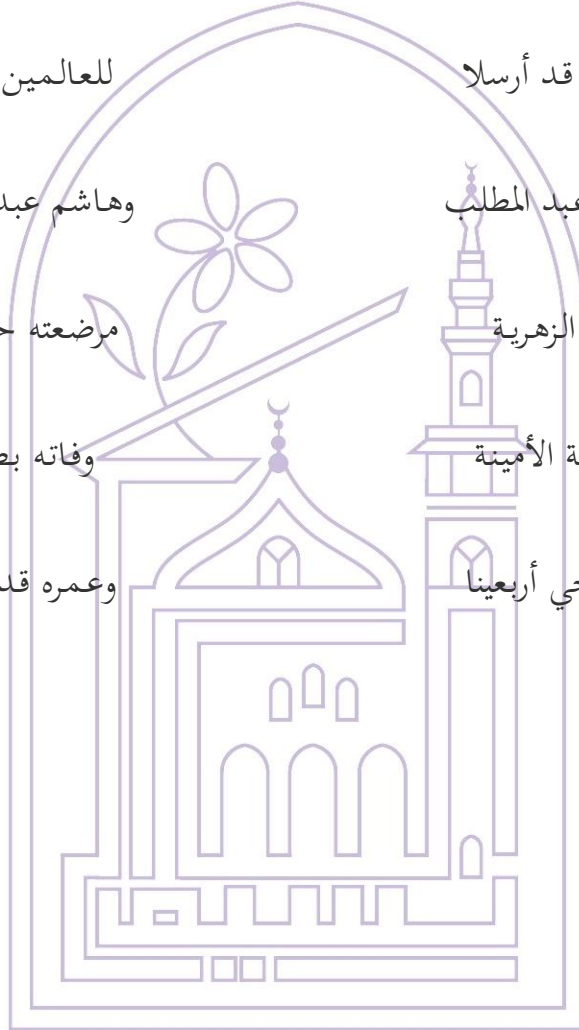 قد أرسلا للعالمين
عبد المطلب وهاشم عبد
الزهرية مرضعته
الأمينة وفاته
أربعينا وعمره قد